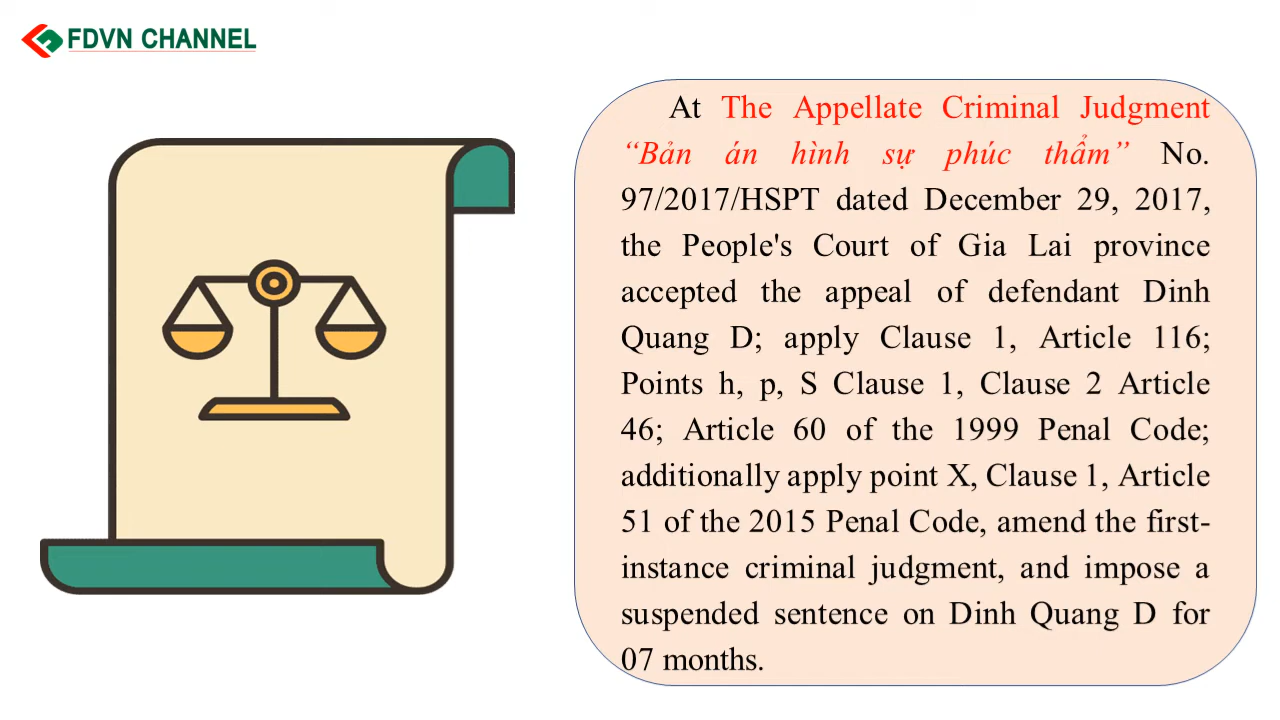 FDVN CHANNEL
At The Appellate Criminal Judgment
“Bản án hình sự phúc thẩm” No.
97/2017/HSPT dated December 29, 2017,
the People's Court of Gia Lai province
accepted the appeal of defendant Dinh
Quang D; apply Clause 1, Article 116;
Points h, p, S Clause 1, Clause 2 Article
46; Article 60 of the 1999 Penal Code;
additionally apply point X, Clause 1, Article
51 of the 2015 Penal Code, amend the first-
instance criminal judgment, and impose a
suspended sentence on Dinh Quang D for
07 months.